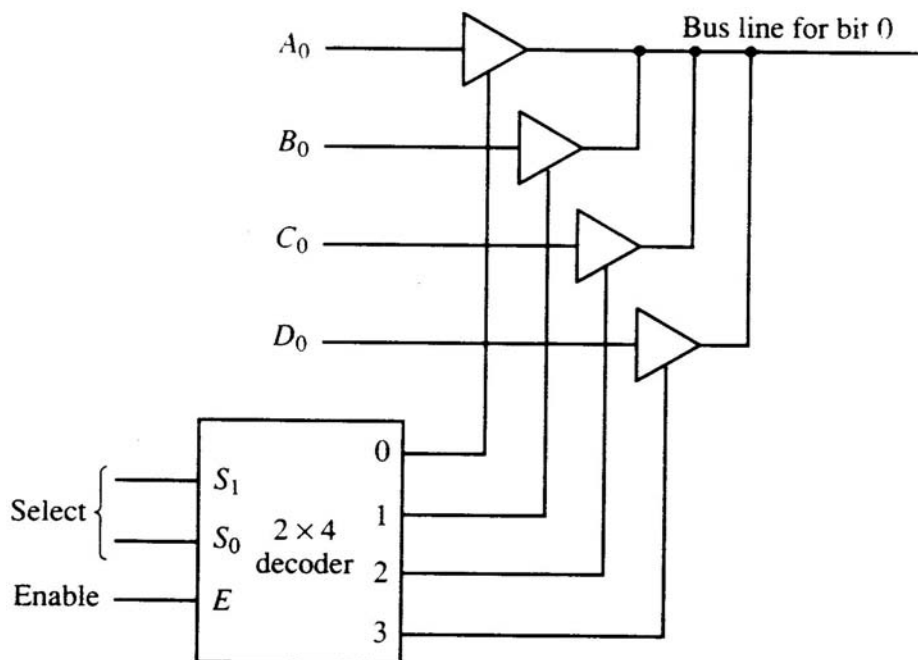 Bus line for bit 0
A₀
B₀
C₀
D₀
Select
S₁
S₀
Enable
E
2 × 4
decoder
0
1
2
3